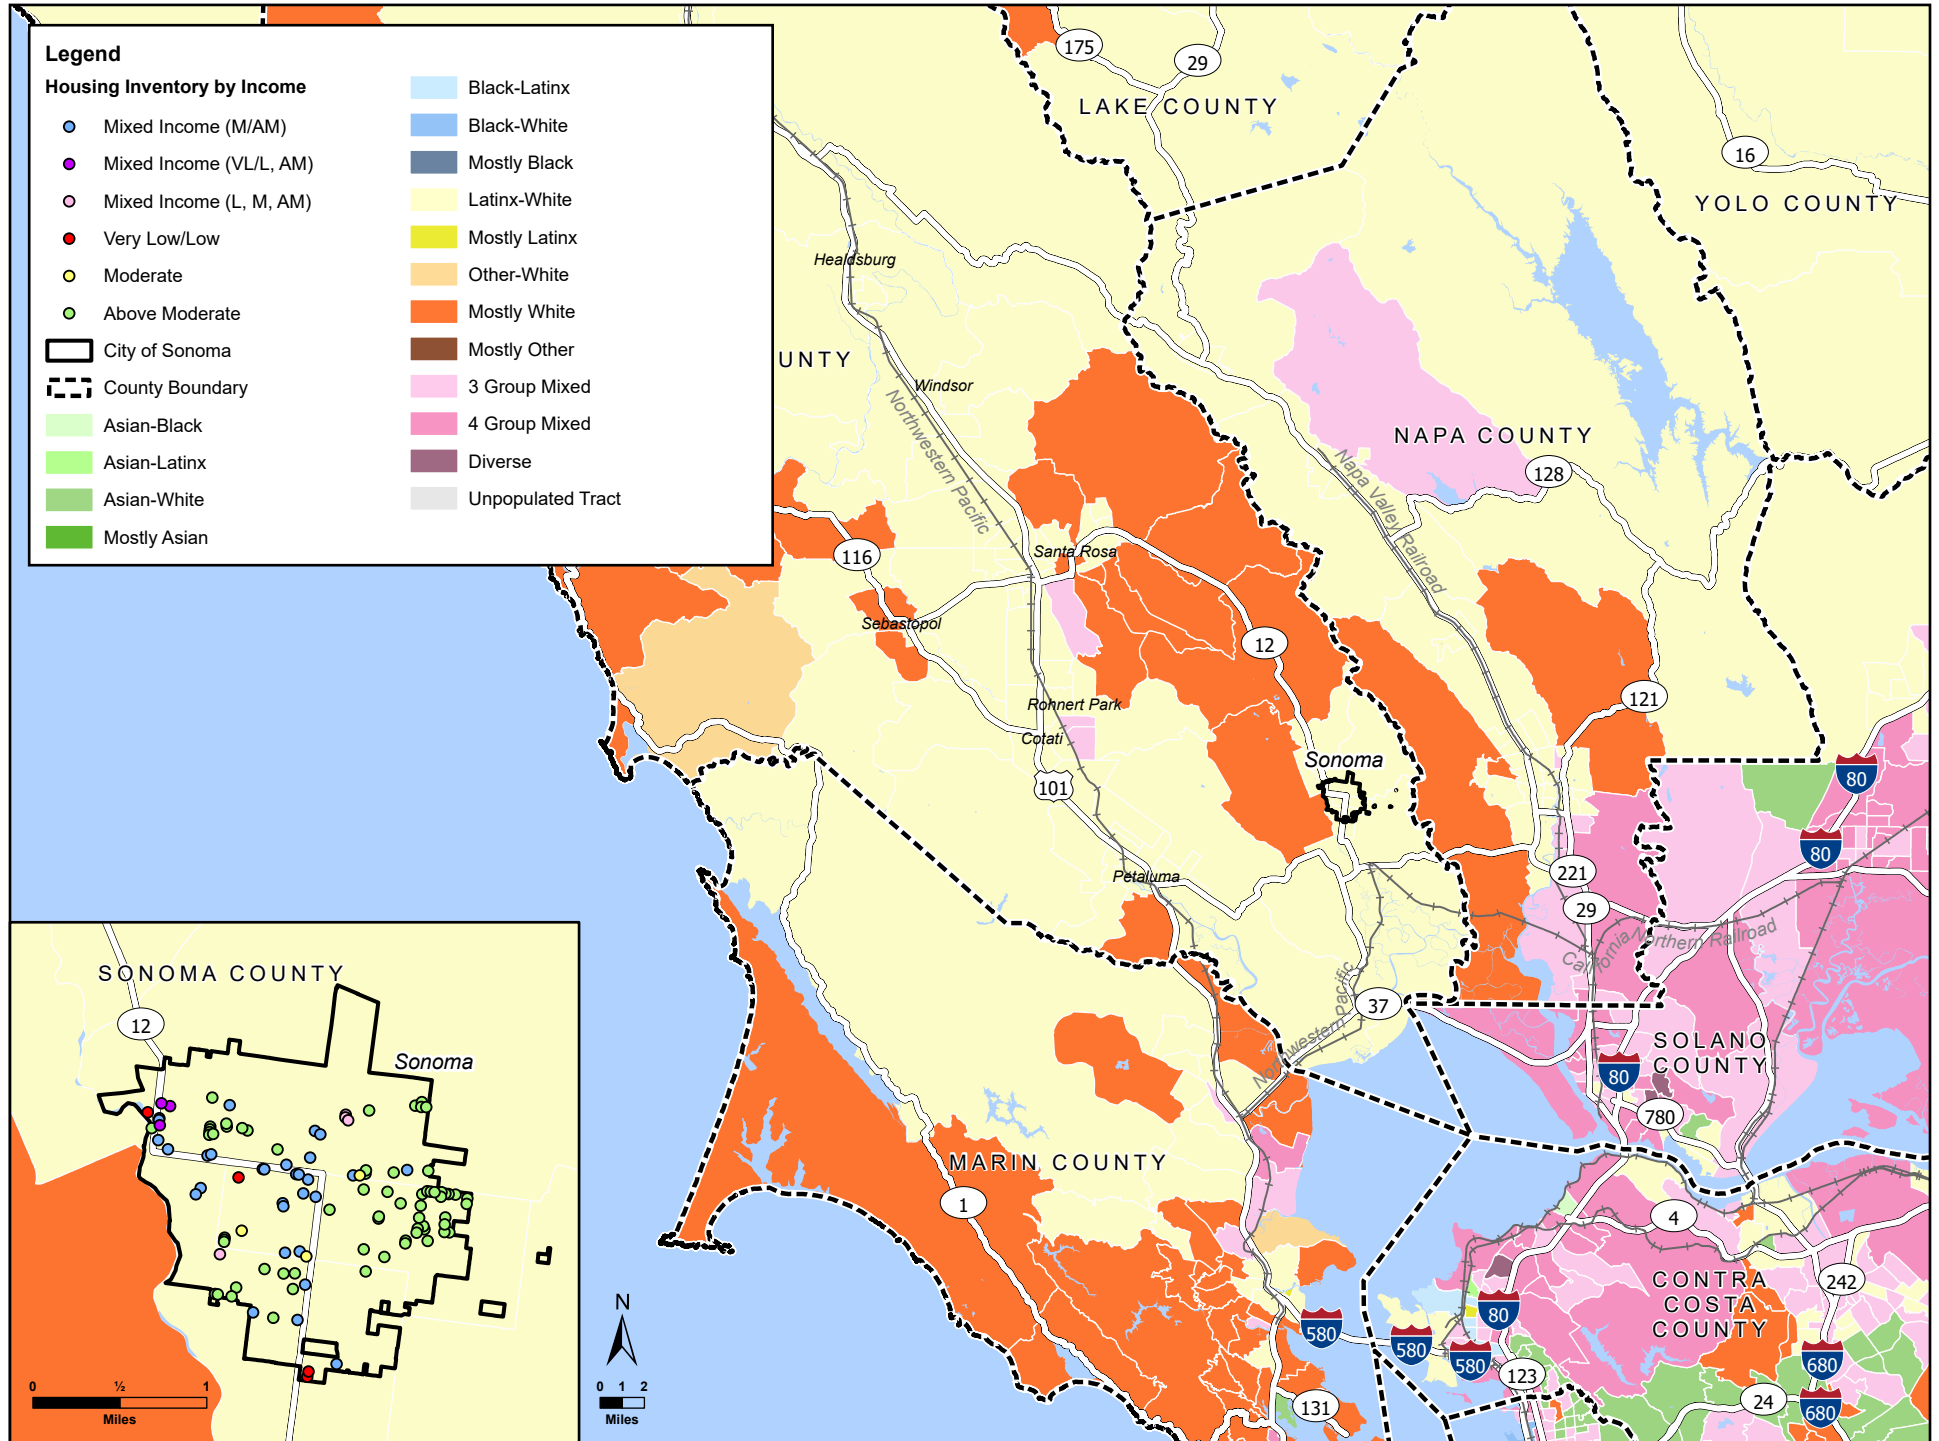 Legend
Housing Inventory by Income
Mixed Income (M/AM)
Mixed Income (VL/L, AM)
Mixed Income (L, M, AM)
Very Low/Low
Moderate
Above Moderate
City of Sonoma
County Boundary
Asian-Black
Asian-Latinx
Asian-White
Mostly Asian
Black-Latinx
Black-White
Mostly Black
Latinx-White
Mostly Latinx
Other-White
Mostly White
Mostly Other
3 Group Mixed
4 Group Mixed
Diverse
Unpopulated Tract
175
29
LAKE COUNTY
16
YOLO COUNTY
Healdsburg
UNTY
Windsor
Northwestern Pacific
NAPA COUNTY
128
Napa Valley Railroad
116
Santa Rosa
Sebastopol
12
121
Rohnert Park
Cotati
101
Sonoma
80
80
Petaluma
221
29
California Northern Railroad
37
Northwestern Pacific
SOLANO
COUNTY
80
780
MARIN COUNTY
1
4
CONTRA
COSTA
COUNTY
242
80
580
580
580
123
680
24
680
131
SONOMA COUNTY
12
Sonoma
0 ½ 1
Miles
N
0 1 2
Miles